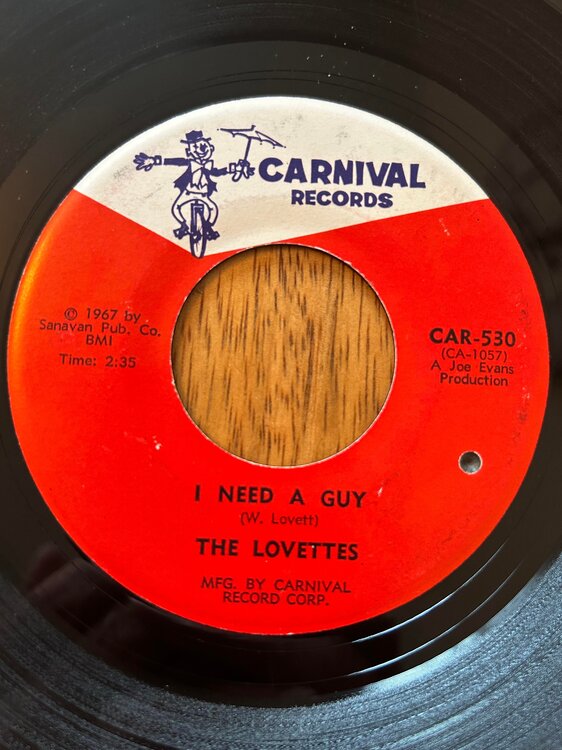 CARNIVAL
RECORDS
© 1967 by
Sanavan Pub. Co.
BMI
Time: 2:35
CAR-530
(CA-1057)
A Joe Evans
Production
I NEED A GUY
(W. Lovett)
THE LOVETTES
MFG. BY CARNIVAL
RECORD CORP.